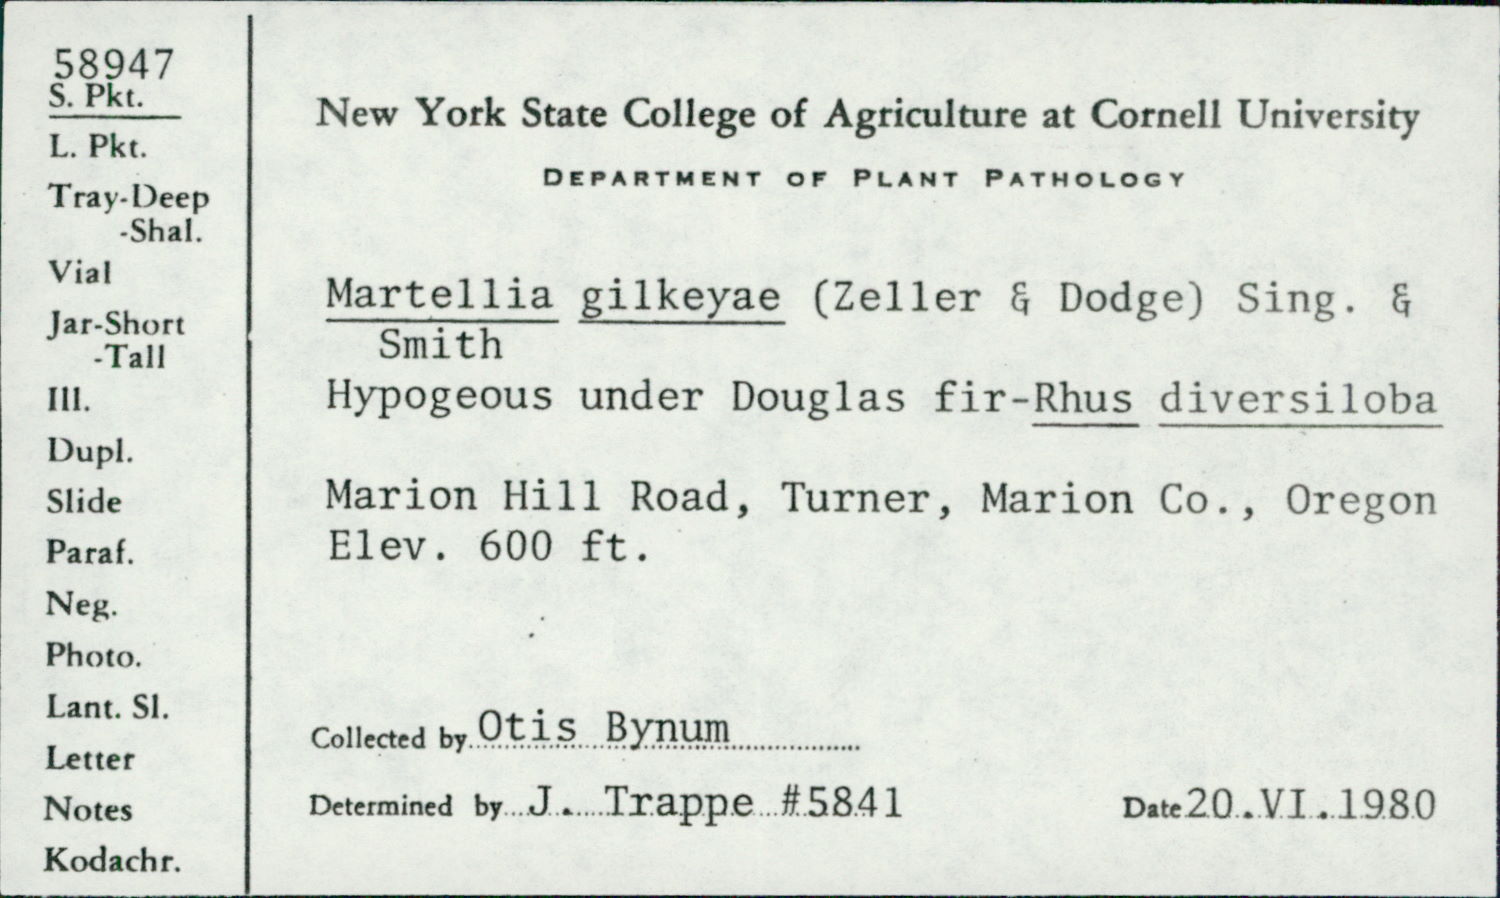 58947
S. Pkt.
L. Pkt.
Tray-Deep
-Shal.
Vial
Jar-Short
-Tall
Ill.
Dupl.
Slide
Paraf.
Neg.
Photo.
Lant. Sl.
Letter
Notes
Kodachr.
New York State College of Agriculture at Cornell University
DEPARTMENT OF PLANT PATHOLOGY
Martellia gilkeyae (Zeller & Dodge) Sing. &
Smith
Hypogeous under Douglas fir-Rhus diversiloba
Marion Hill Road, Turner, Marion Co., Oregon
Elev. 600 ft.
Collected by Otis Bynum
Determined by J. Trappe #5841 Date 20.VI.1980